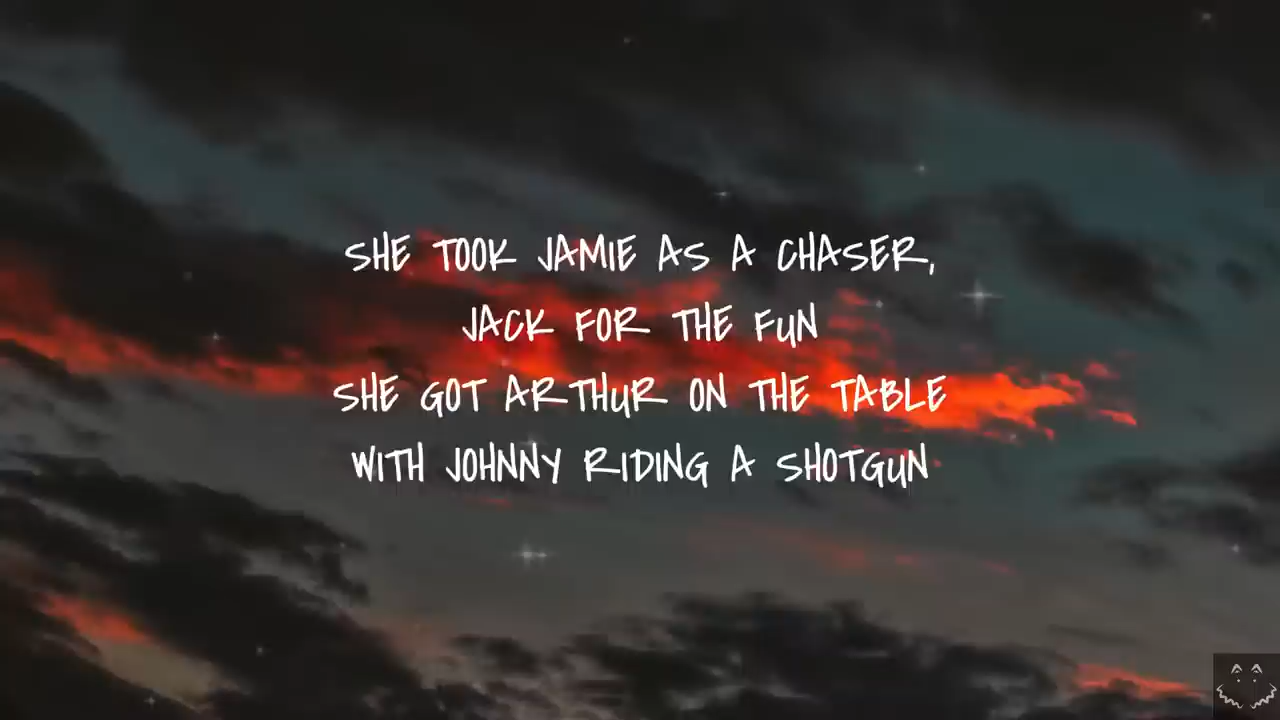 SHE TOOK JAMIE AS A CHASER,
JACK FOR THE FUN
SHE GOT ARTHUR ON THE TABLE
WITH JOHNNY RIDING A SHOTGUN